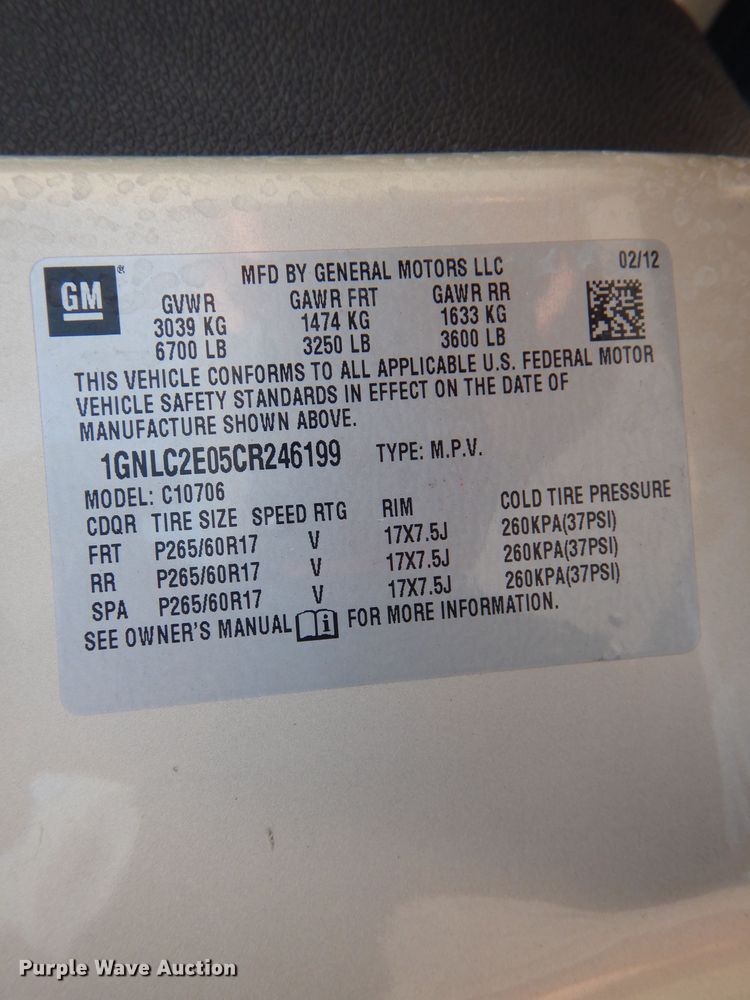 GM®
MFD BY GENERAL MOTORS LLC 02/12
GVWR GAWR FRT GAWR RR
3039 KG 1474 KG 1633 KG
6700 LB 3250 LB 3600 LB
THIS VEHICLE CONFORMS TO ALL APPLICABLE U.S. FEDERAL MOTOR
VEHICLE SAFETY STANDARDS IN EFFECT ON THE DATE OF
MANUFACTURE SHOWN ABOVE.
1GNLC2E05CR246199 TYPE: M.P.V.
MODEL: C10706
CDQR TIRE SIZE SPEED RTG RIM COLD TIRE PRESSURE
FRT P265/60R17 V 17X7.5J 260KPA(37PSI)
RR P265/60R17 V 17X7.5J 260KPA(37PSI)
SPA P265/60R17 V 17X7.5J 260KPA(37PSI)
SEE OWNER'S MANUAL i FOR MORE INFORMATION.
Purple Wave Auction